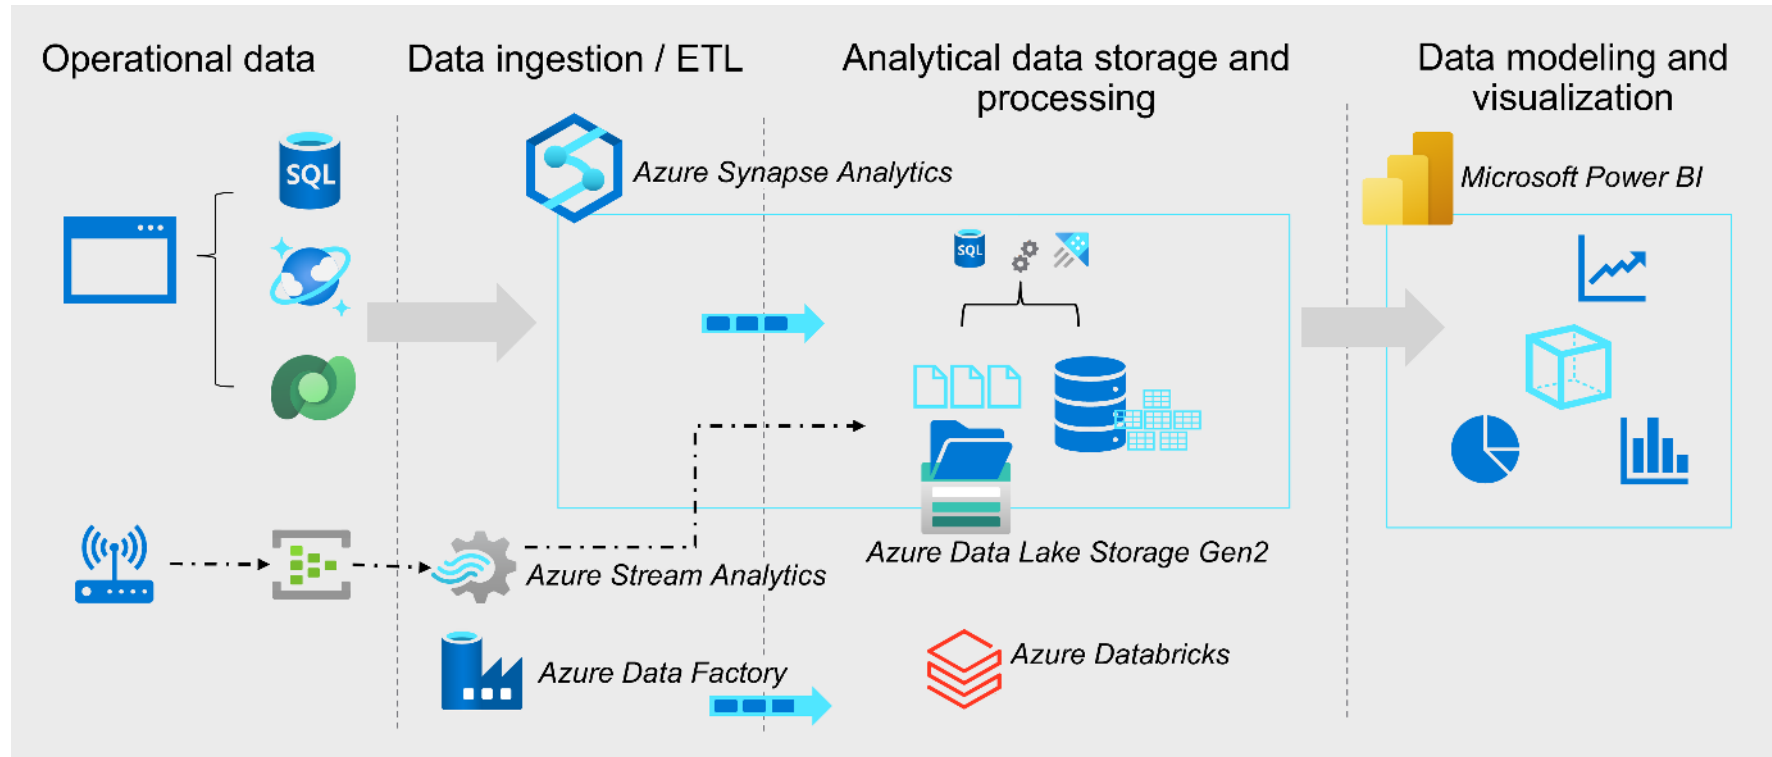 Operational data
Data ingestion / ETL
Analytical data storage and
processing
Data modeling and
visualization
SQL
Azure Synapse Analytics
Microsoft Power BI
SQL
Azure Stream Analytics
Azure Data Lake Storage Gen2
Azure Data Factory
Azure Databricks